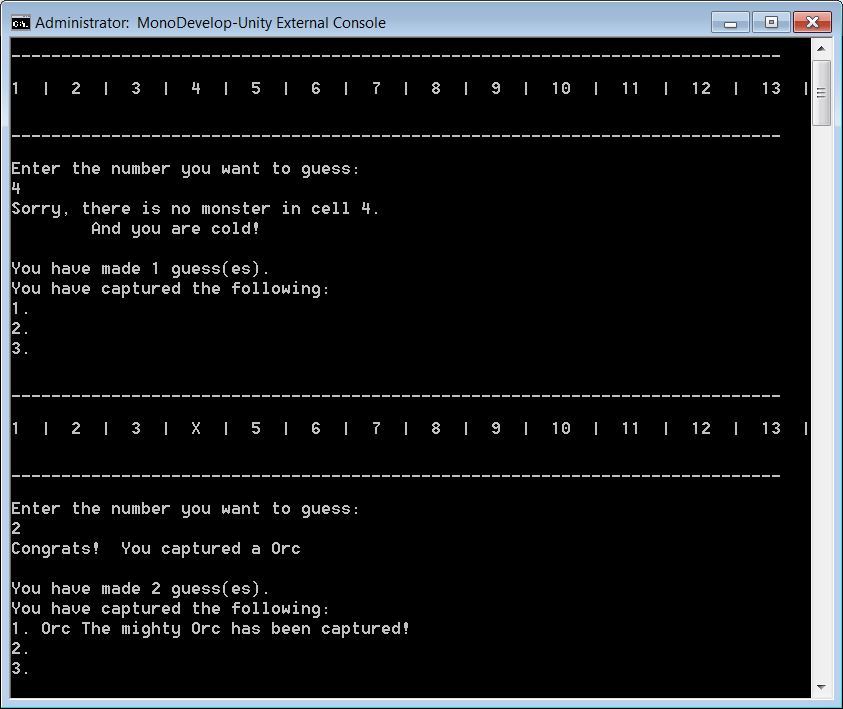 Administrator: MonoDevelop-Unity External Console
-----------------------------------------------------------------------------
1  |  2  |  3  |  4  |  5  |  6  |  7  |  8  |  9  |  10  |  11  |  12  |  13  |
-----------------------------------------------------------------------------
Enter the number you want to guess:
4
Sorry, there is no monster in cell 4.
        And you are cold!
You have made 1 guess(es).
You have captured the following:
1.
2.
3.
-----------------------------------------------------------------------------
1  |  2  |  3  |  X  |  5  |  6  |  7  |  8  |  9  |  10  |  11  |  12  |  13  |
-----------------------------------------------------------------------------
Enter the number you want to guess:
2
Congrats!  You captured a Orc
You have made 2 guess(es).
You have captured the following:
1. Orc The mighty Orc has been captured!
2.
3.